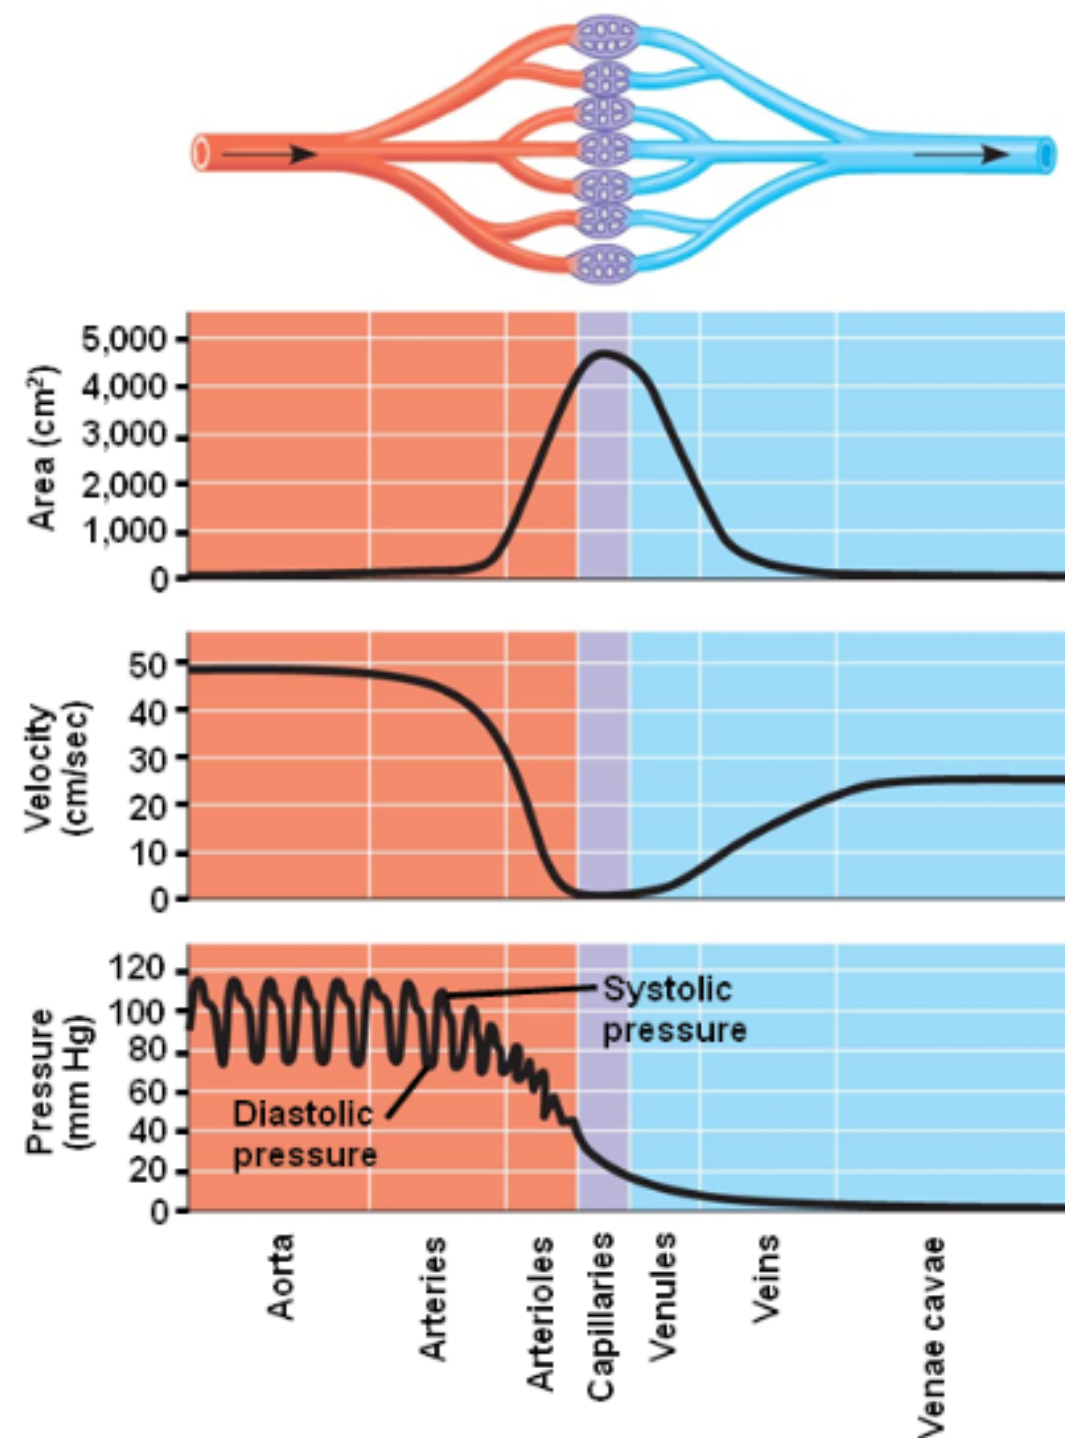 Area (cm²)
5,000
4,000
3,000
2,000
1,000
0
Velocity
(cm/sec)
50
40
30
20
10
0
Pressure
(mm Hg)
120
100
80
60
40
20
0
Systolic
pressure
Diastolic
pressure
Aorta
Arteries
Arterioles
Capillaries
Venules
Veins
Venae cavae